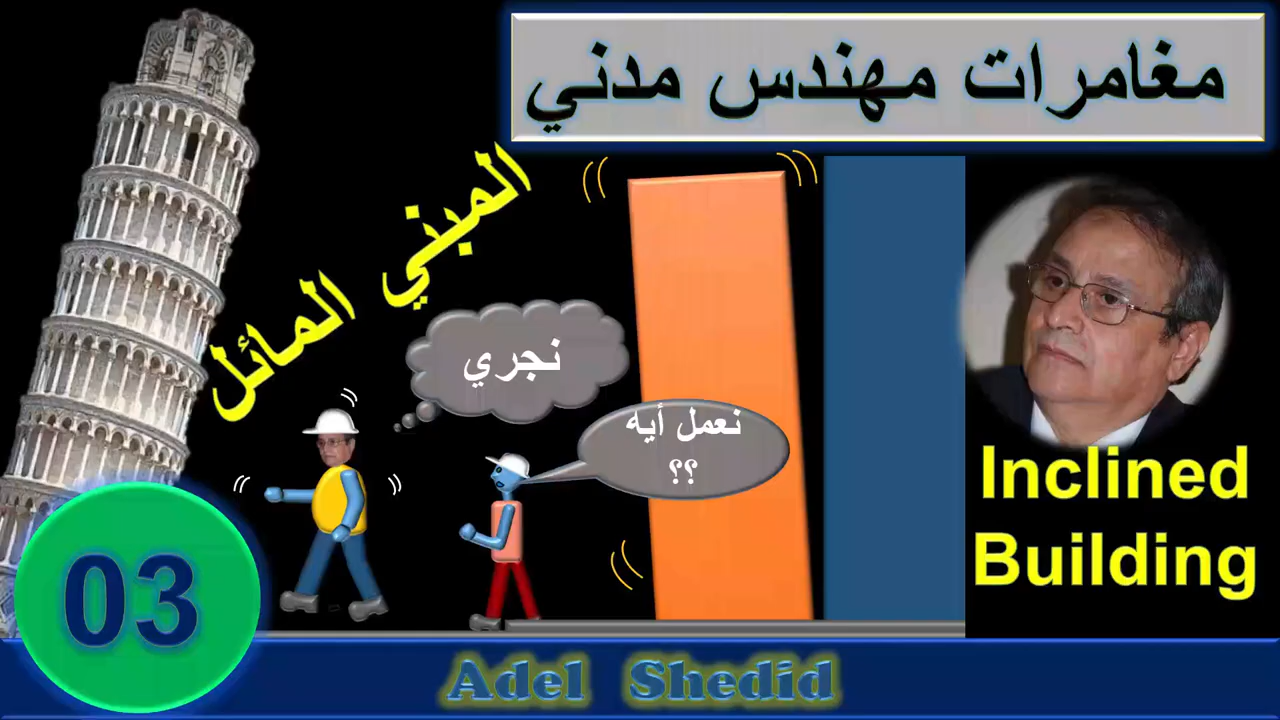 مغامرات مهندس مدني
المبني المائل
نجري
نعمل أيه
؟؟
Inclined
Building
03
Adel Shedid